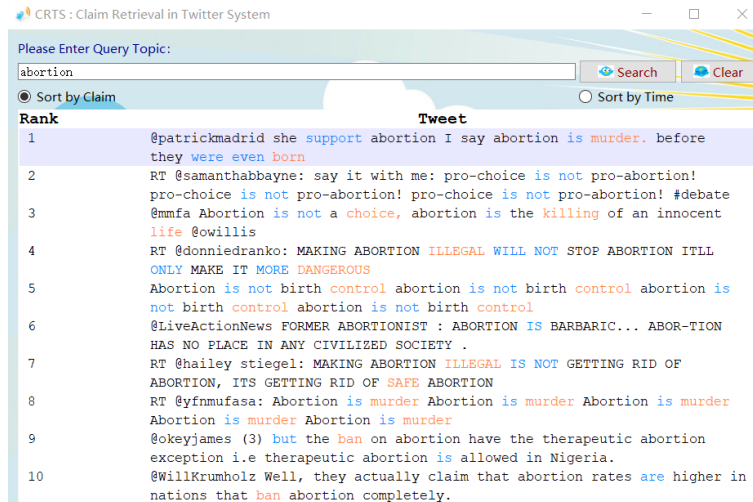 CRTS : Claim Retrieval in Twitter System
Please Enter Query Topic:
abortion
Search
Clear
Sort by Claim
Sort by Time
Rank Tweet
1 @patrickmadrid she support abortion I say abortion is murder. before
they were even born
2 RT @samanthabbayne: say it with me: pro-choice is not pro-abortion!
pro-choice is not pro-abortion! pro-choice is not pro-abortion! #debate
3 @mmfa Abortion is not a choice, abortion is the killing of an innocent
life @owillis
4 RT @donniedranko: MAKING ABORTION ILLEGAL WILL NOT STOP ABORTION ITLL
ONLY MAKE IT MORE DANGEROUS
5 Abortion is not birth control abortion is not birth control abortion is
not birth control abortion is not birth control
6 @LiveActionNews FORMER ABORTIONIST : ABORTION IS BARBARIC... ABOR-TION
HAS NO PLACE IN ANY CIVILIZED SOCIETY .
7 RT @hailey stiegel: MAKING ABORTION ILLEGAL IS NOT GETTING RID OF
ABORTION, ITS GETTING RID OF SAFE ABORTION
8 RT @yfnmufasa: Abortion is murder Abortion is murder Abortion is murder
Abortion is murder Abortion is murder
9 @okeyjames (3) but the ban on abortion have the therapeutic abortion
exception i.e therapeutic abortion is allowed in Nigeria.
10 @WillKrumholz Well, they actually claim that abortion rates are higher in
nations that ban abortion completely.